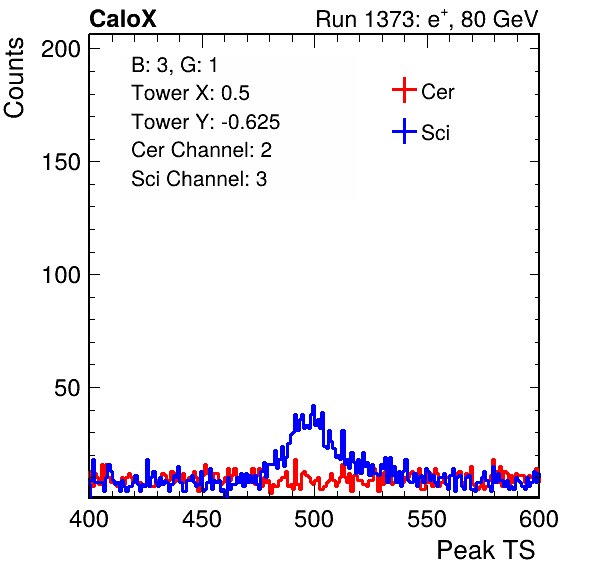 CaloX
Run 1373: e+, 80 GeV
Counts
200
150
100
50
B: 3, G: 1
Tower X: 0.5
Tower Y: -0.625
Cer Channel: 2
Sci Channel: 3
Cer
Sci
400
450
500
550
600
Peak TS